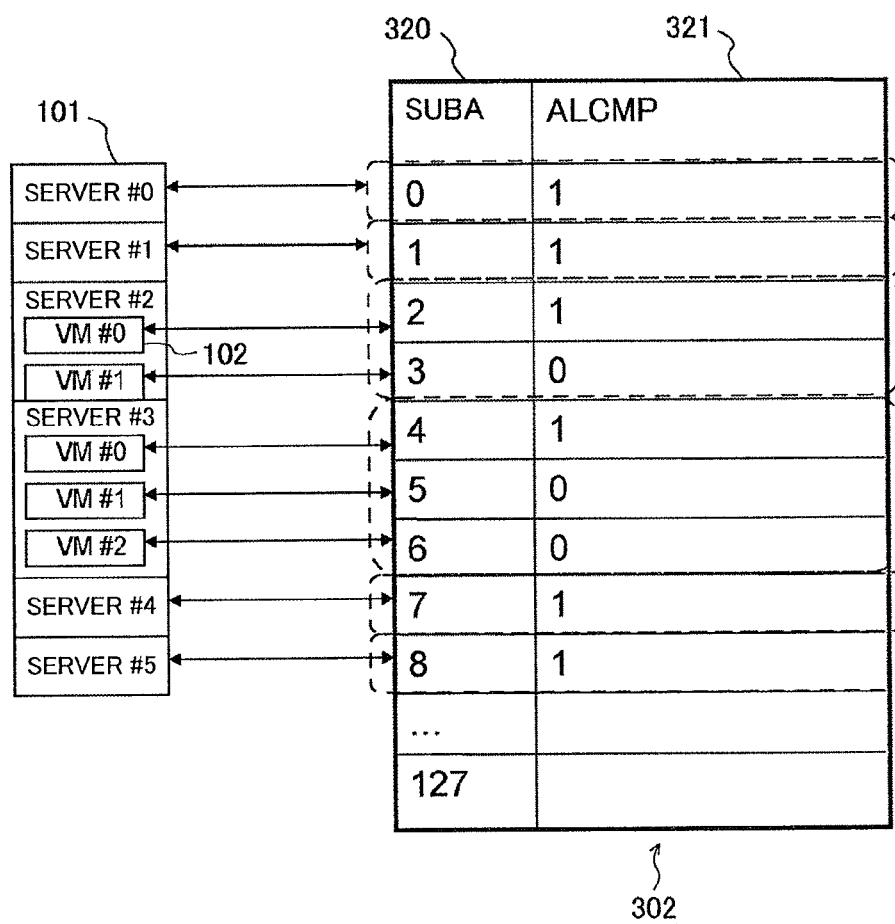 320
321
101
SUBA ALCMP
SERVER #0
0 1
SERVER #1
1 1
SERVER #2
VM #0
2 1
102
VM #1
3 0
SERVER #3
VM #0
4 1
VM #1
5 0
VM #2
6 0
SERVER #4
7 1
SERVER #5
8 1
...
127
302